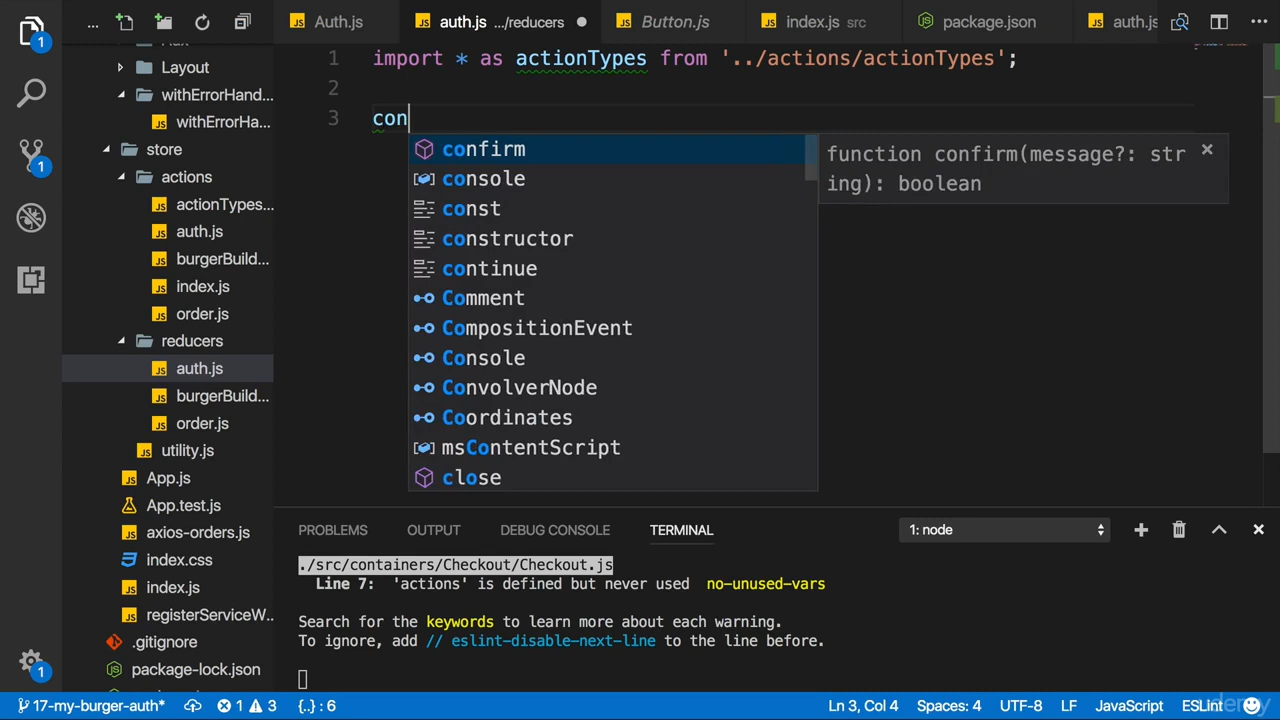 ... Auth.js auth.js .../reducers Button.js index.js src package.json auth.js ...
Layout
withErrorHand...
withErrorHa...
store
actions
actionTypes...
auth.js
burgerBuild...
index.js
order.js
reducers
auth.js
burgerBuild...
order.js
utility.js
App.js
App.test.js
axios-orders.js
index.css
index.js
registerServiceW...
.gitignore
package-lock.json
1
1
1
1 import * as actionTypes from '../actions/actionTypes';
2
3 con
confirm
console
const
constructor
continue
Comment
CompositionEvent
Console
ConvolverNode
Coordinates
msContentScript
close
function confirm(message?: str
ing): boolean
PROBLEMS OUTPUT DEBUG CONSOLE TERMINAL 1: node
./src/containers/Checkout/Checkout.js
Line 7: 'actions' is defined but never used no-unused-vars
Search for the keywords to learn more about each warning.
To ignore, add // eslint-disable-next-line to the line before.
17-my-burger-auth* 1 3 {..} : 6 Ln 3, Col 4 Spaces: 4 UTF-8 LF JavaScript ESLint
udemy